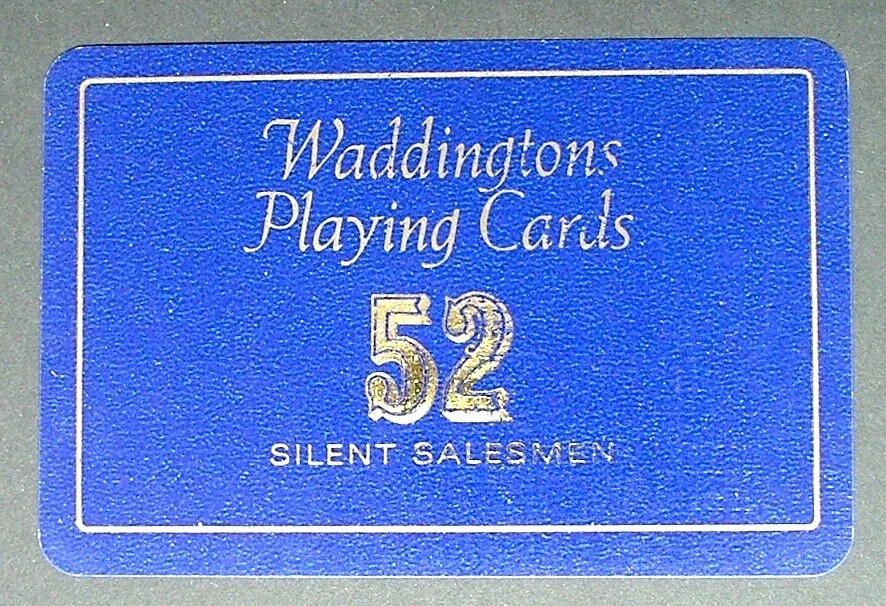 Waddingtons
Playing Cards
52
SILENT SALESMEN